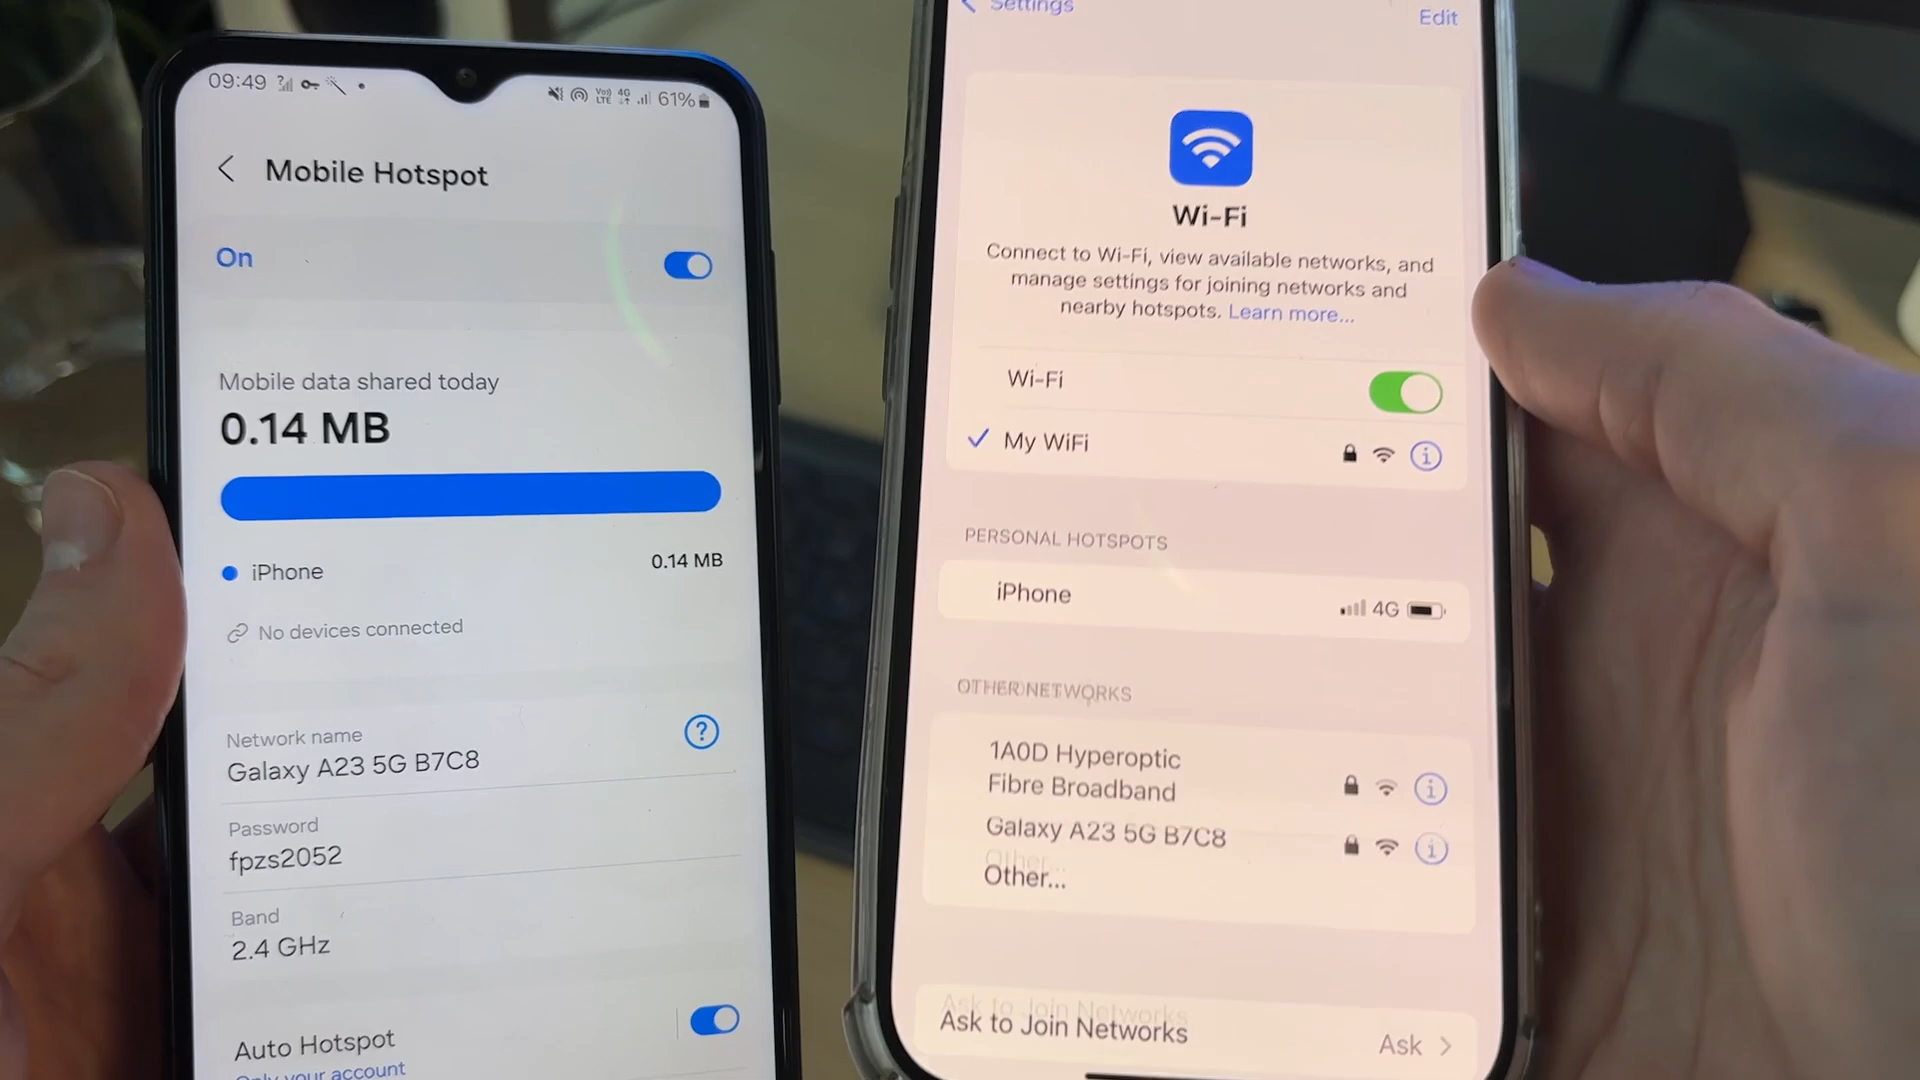 09:49
Vo)) LTE 4G 61%
Mobile Hotspot
On
Mobile data shared today
0.14 MB
iPhone 0.14 MB
No devices connected
Network name
Galaxy A23 5G B7C8
?
Password
fpzs2052
Band
2.4 GHz
Auto Hotspot
Only your account
Settings
Edit
Wi-Fi
Connect to Wi-Fi, view available networks, and
manage settings for joining networks and
nearby hotspots. Learn more...
Wi-Fi
My WiFi
PERSONAL HOTSPOTS
iPhone 4G
OTHER NETWORKS
1A0D Hyperoptic
Fibre Broadband
Galaxy A23 5G B7C8
Other...
Ask to Join Networks Ask